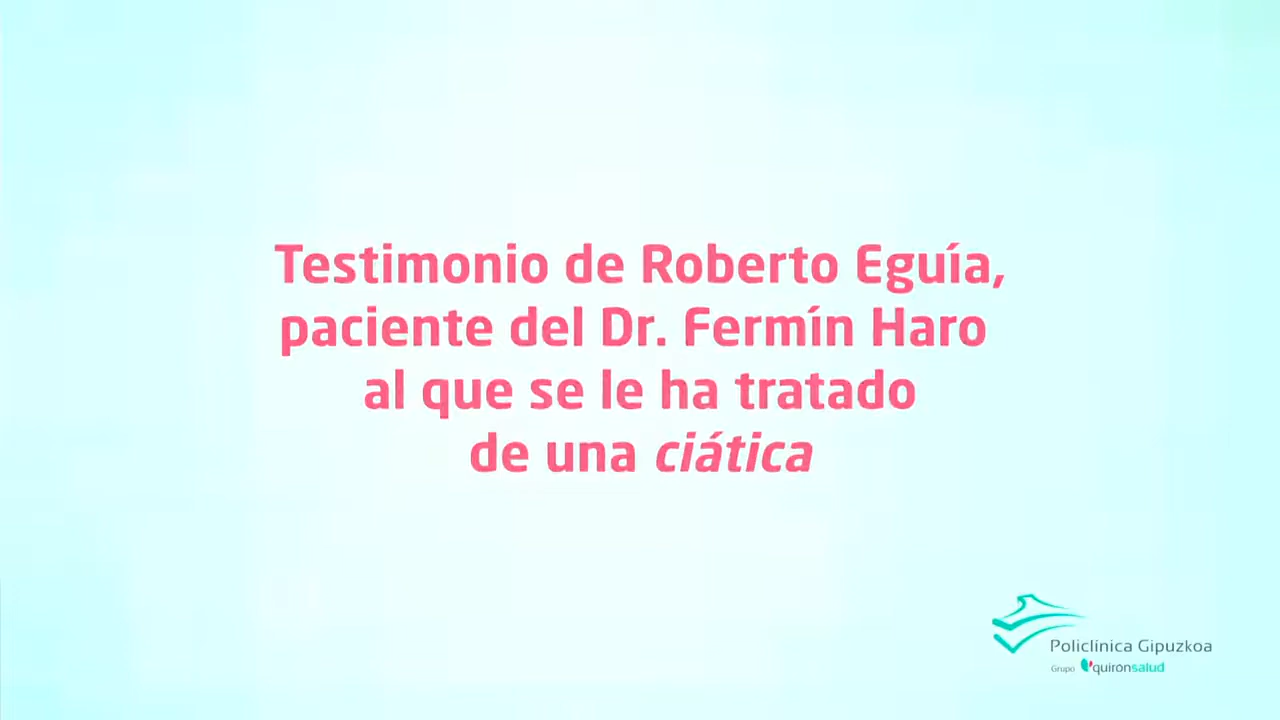 Testimonio de Roberto Eguía,
paciente del Dr. Fermín Haro
al que se le ha tratado
de una ciática
Policlínica Gipuzkoa
Grupo quironsalud